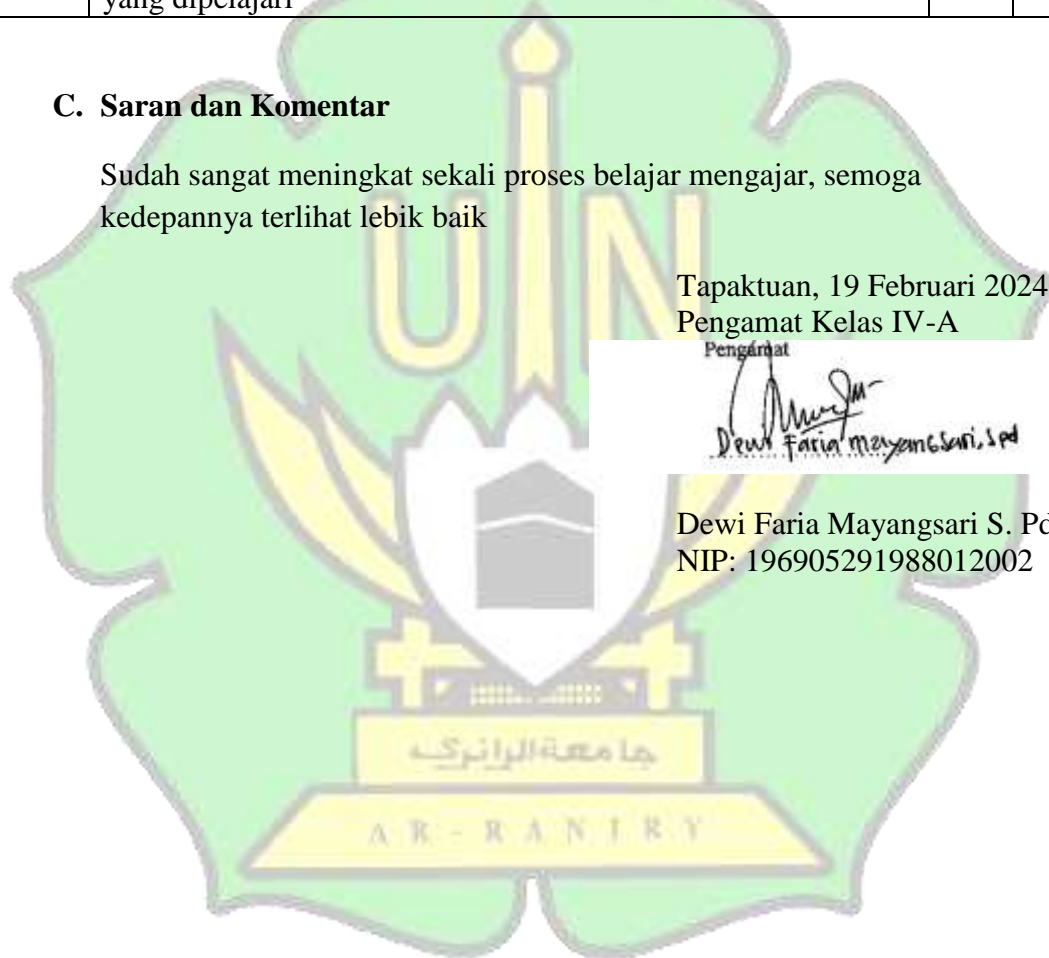 yang dipelajari
C. Saran dan Komentar
Sudah sangat meningkat sekali proses belajar mengajar, semoga
kedepannya terlihat lebik baik
Tapaktuan, 19 Februari 2024
Pengamat Kelas IV-A
Pengamat
Dewi Faria Mayangsari, S.pd
Dewi Faria Mayangsari S. Pd
NIP: 196905291988012002
UIN
جامعة الرانري
AR-RANIRY